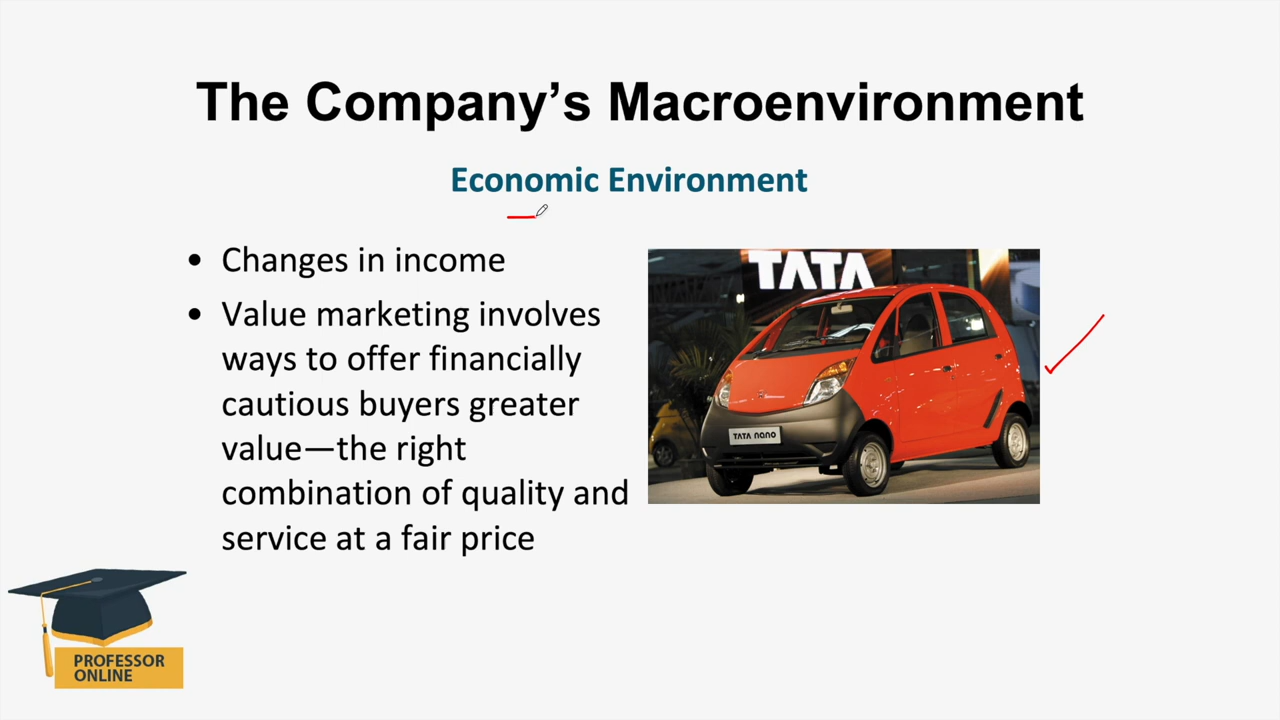 The Company’s Macroenvironment
Economic Environment
• Changes in income
• Value marketing involves
ways to offer financially
cautious buyers greater
value—the right
combination of quality and
service at a fair price
TATA
TATA nano
PROFESSOR
ONLINE